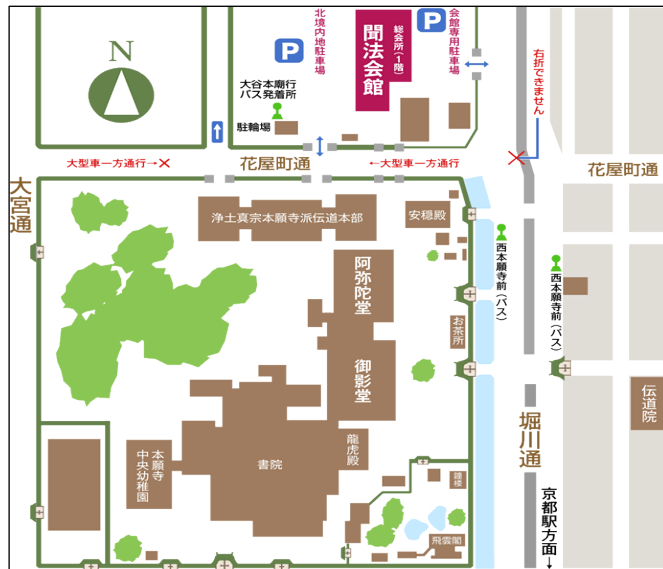 N
P
北境内地駐車場
総会所(1階)
聞法会館
P
会館専用駐車場
右折できません
大谷本廟行
バス発着所
駐輪場
大型車一方通行→
花屋町通
←大型車一方通行
花屋町通
大宮通
浄土真宗本願寺派伝道本部
安穏殿
西本願寺前(バス)
西本願寺前(バス)
阿弥陀堂
お茶所
御影堂
伝道院
堀川通
龍虎殿
書院
本願寺
中央幼稚園
鐘楼
飛雲閣
京都駅方面→